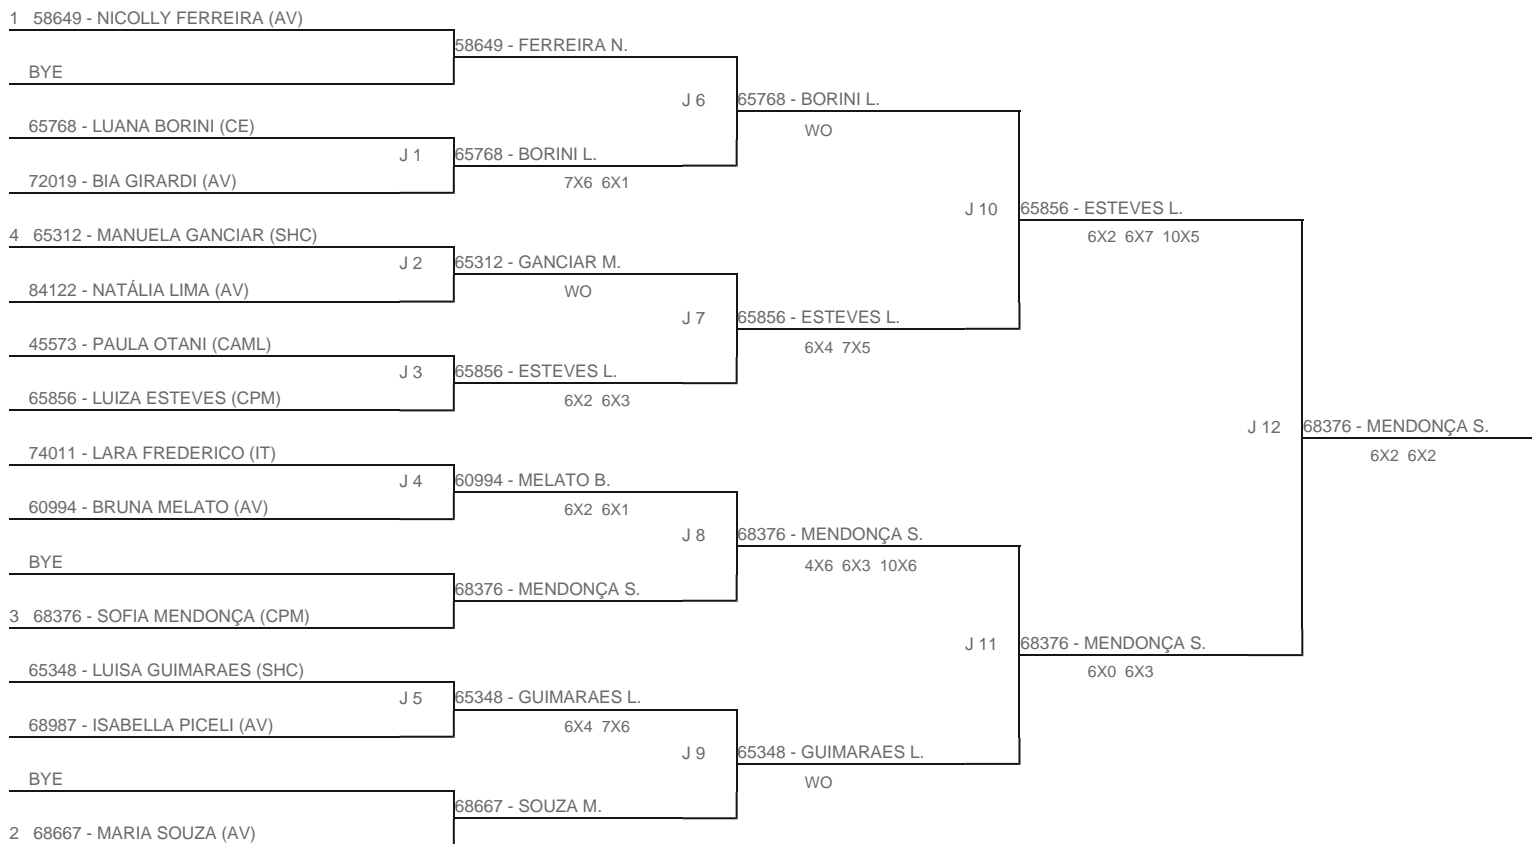 1 58649 - NICOLLY FERREIRA (AV)
58649 - FERREIRA N.
BYE
J 6
65768 - BORINI L.
65768 - LUANA BORINI (CE)
WO
J 1
65768 - BORINI L.
72019 - BIA GIRARDI (AV)
7X6 6X1
J 10
65856 - ESTEVES L.
4 65312 - MANUELA GANCIAR (SHC)
6X2 6X7 10X5
J 2
65312 - GANCIAR M.
84122 - NATÁLIA LIMA (AV)
WO
J 7
65856 - ESTEVES L.
45573 - PAULA OTANI (CAML)
6X4 7X5
J 3
65856 - ESTEVES L.
65856 - LUIZA ESTEVES (CPM)
6X2 6X3
J 12
68376 - MENDONÇA S.
74011 - LARA FREDERICO (IT)
6X2 6X2
J 4
60994 - MELATO B.
60994 - BRUNA MELATO (AV)
6X2 6X1
J 8
68376 - MENDONÇA S.
BYE
4X6 6X3 10X6
68376 - MENDONÇA S.
3 68376 - SOFIA MENDONÇA (CPM)
J 11
68376 - MENDONÇA S.
65348 - LUISA GUIMARAES (SHC)
6X0 6X3
J 5
65348 - GUIMARAES L.
68987 - ISABELLA PICELI (AV)
6X4 7X6
J 9
65348 - GUIMARAES L.
BYE
WO
68667 - SOUZA M.
2 68667 - MARIA SOUZA (AV)